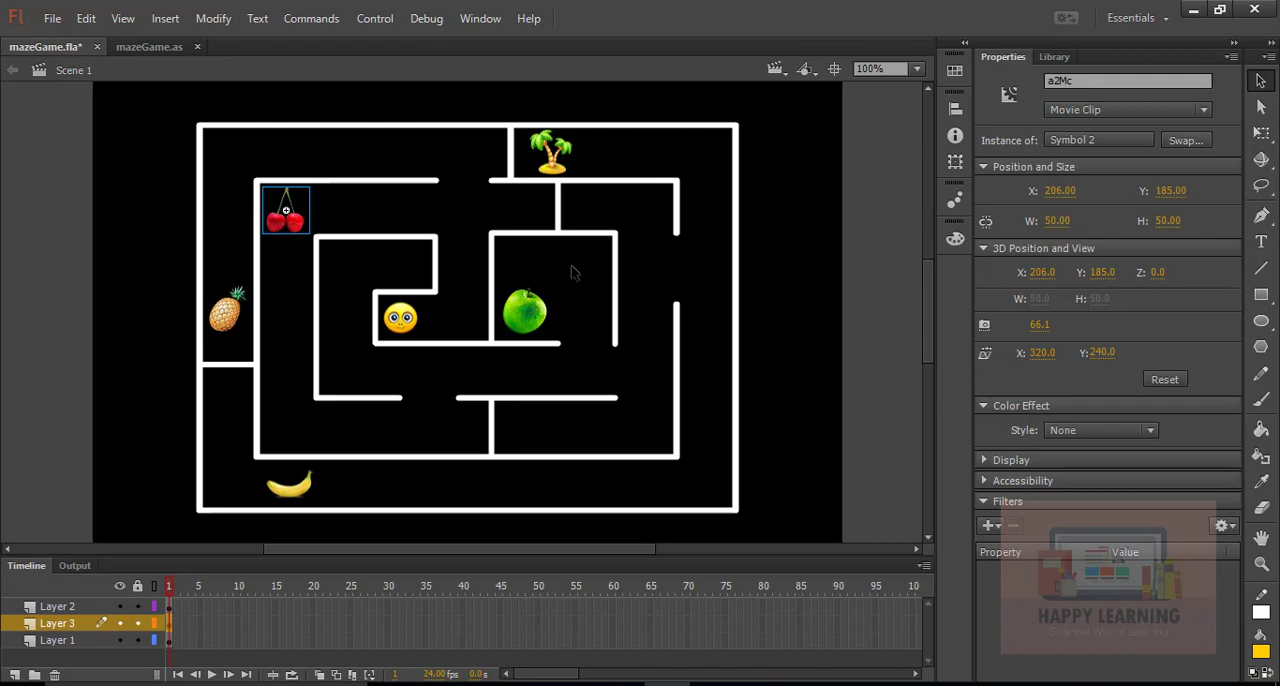 Fl File Edit View Insert Modify Text Commands Control Debug Window Help Essentials
mazeGame.fla* × mazeGame.as ×
Scene 1 100%
Properties Library
a2Mc
Movie Clip
Instance of: Symbol 2 Swap...
Position and Size
X: 206.00 Y: 185.00
W: 50.00 H: 50.00
3D Position and View
X: 206.0 Y: 185.0 Z: 0.0
W: 50.0 H: 50.0
66.1
X: 320.0 Y: 240.0
Reset
Color Effect
Style: None
Display
Accessibility
Filters
Property Value
HAPPY LEARNING
Smarted Way of Learning
Timeline Output
1 5 10 15 20 25 30 35 40 45 50 55 60 65 70 75 80 85 90 95 10
Layer 2
Layer 3
Layer 1
1 24.00 fps 0.0 s